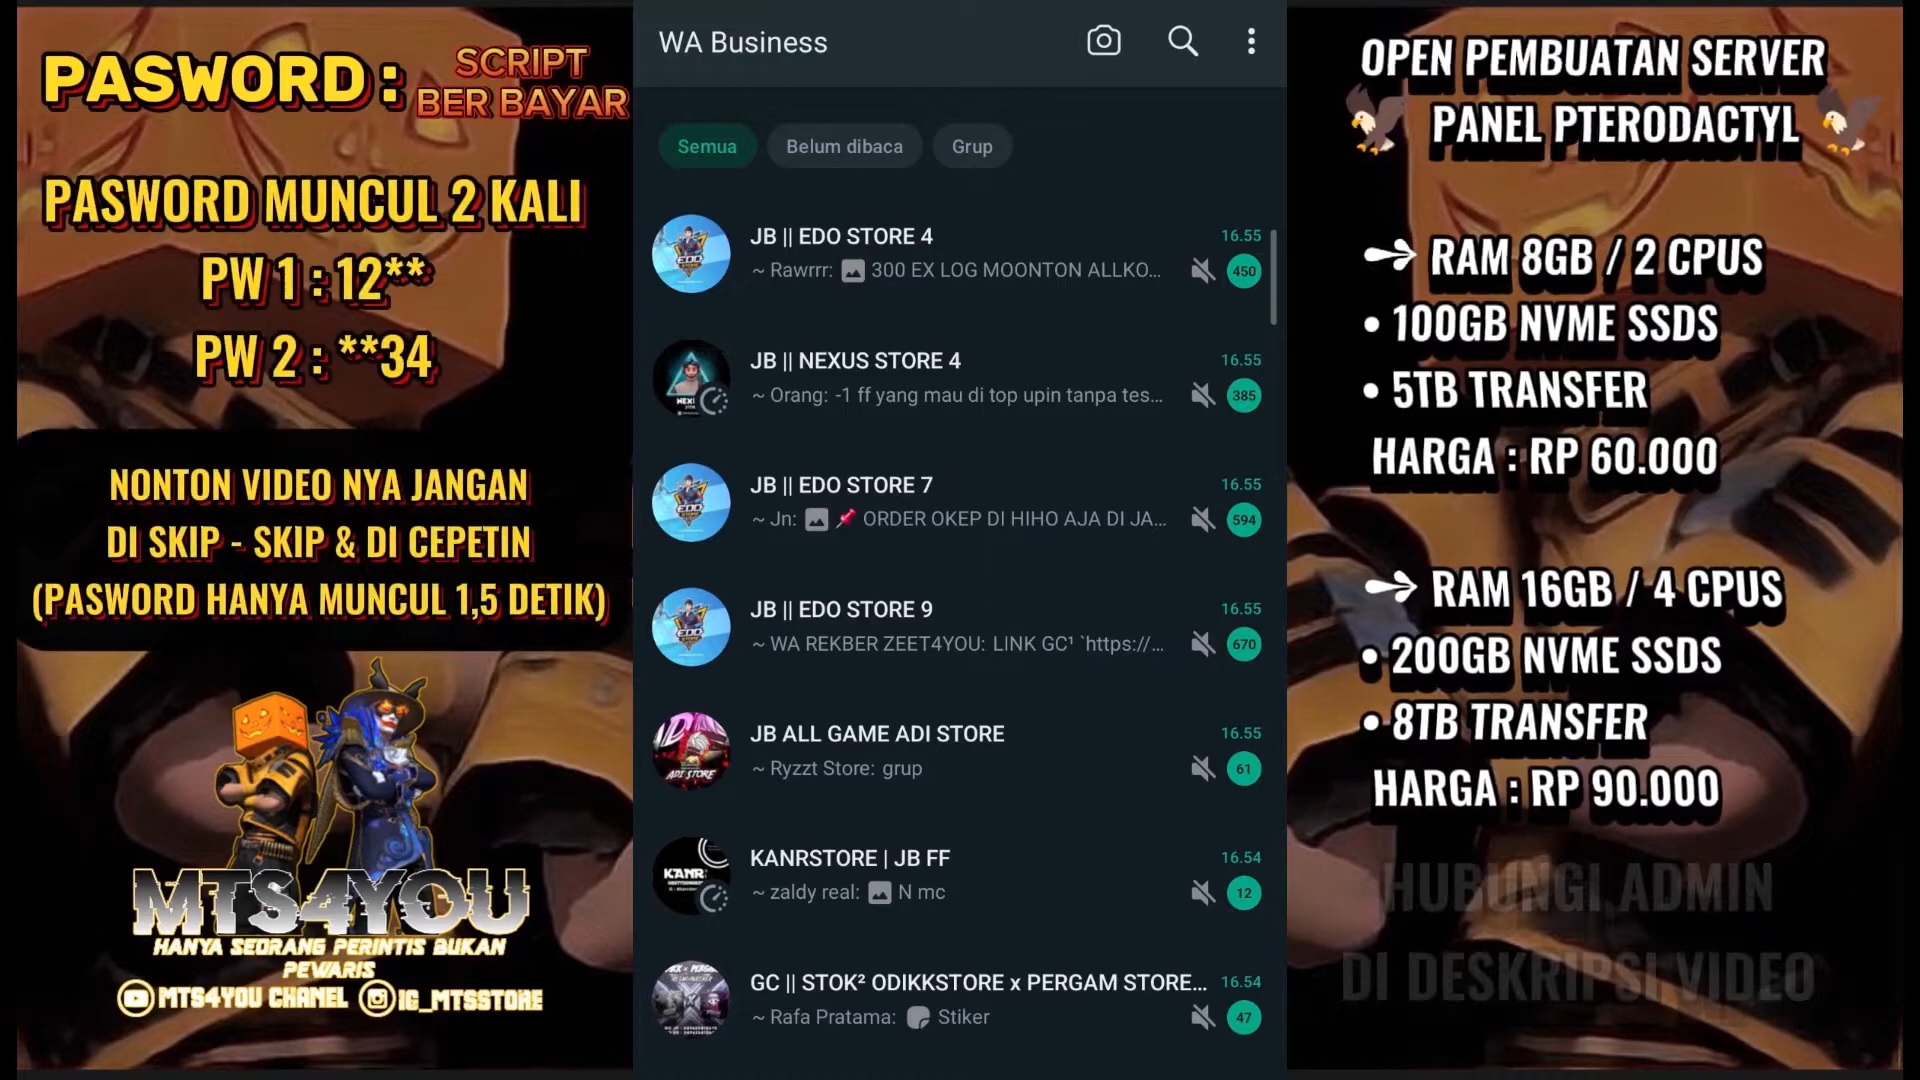 PASWORD : SCRIPT
BER BAYAR
PASWORD MUNCUL 2 KALI
PW 1 : 12**
PW 2 : **34
NONTON VIDEO NYA JANGAN
DI SKIP - SKIP & DI CEPETIN
(PASWORD HANYA MUNCUL 1,5 DETIK)
MTS4YOU
HANYA SEORANG PERINTIS BUKAN
PEWARIS
MTS4YOU CHANEL IG_MTSSTORE
WA Business
Semua Belum dibaca Grup
JB || EDO STORE 4 16.55
~ Rawrrr: 300 EX LOG MOONTON ALLKO... 450
JB || NEXUS STORE 4 16.55
~ Orang: -1 ff yang mau di top upin tanpa tes... 385
JB || EDO STORE 7 16.55
~ Jn: 📌 ORDER OKEP DI HIHO AJA DI JA... 594
JB || EDO STORE 9 16.55
~ WA REKBER ZEET4YOU: LINK GC¹ `https://... 670
JB ALL GAME ADI STORE 16.55
~ Ryzzt Store: grup 61
KANRSTORE | JB FF 16.54
~ zaldy real: N mc 12
GC || STOK² ODIKKSTORE x PERGAM STORE... 16.54
~ Rafa Pratama: Stiker 47
OPEN PEMBUATAN SERVER
PANEL PTERODACTYL
RAM 8GB / 2 CPUS
• 100GB NVME SSDS
• 5TB TRANSFER
HARGA : RP 60.000
RAM 16GB / 4 CPUS
• 200GB NVME SSDS
• 8TB TRANSFER
HARGA : RP 90.000
HUBUNGI ADMIN
DI DESKRIPSI VIDEO